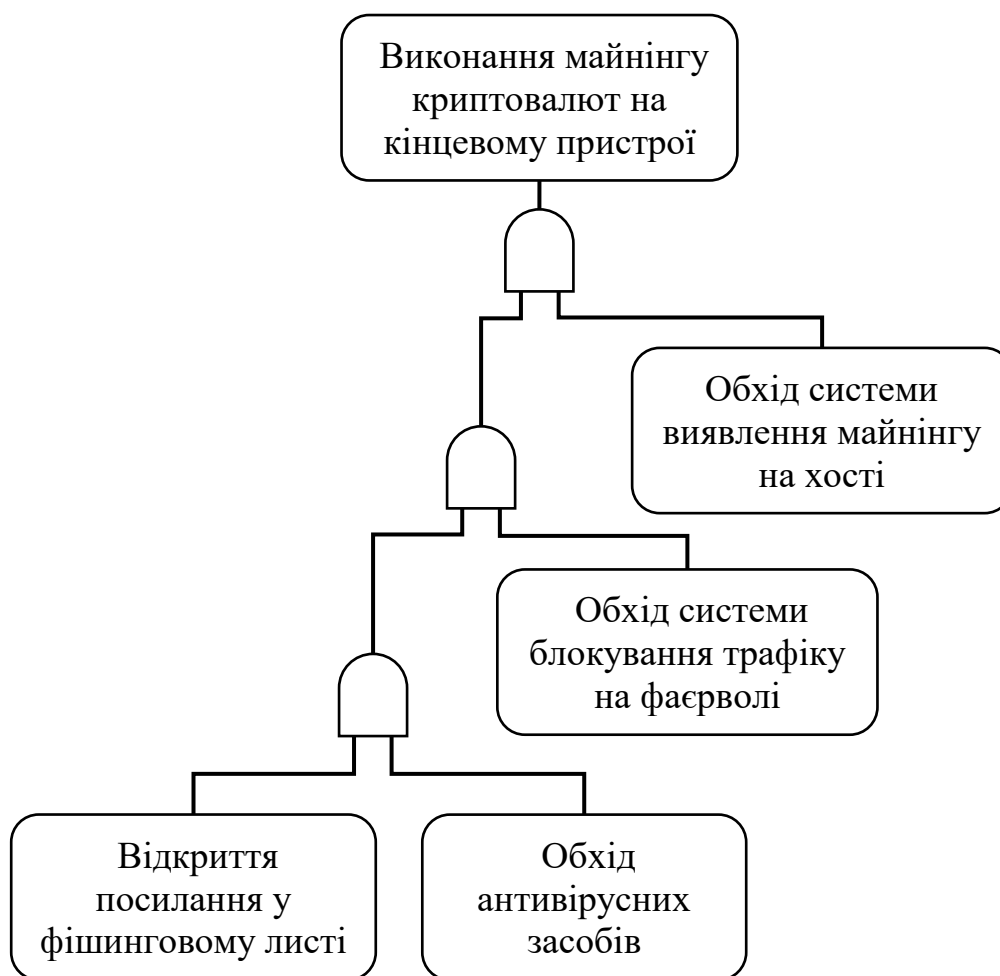 Виконання майнінгу
криптовалют на
кінцевому пристрої
Обхід системи
виявлення майнінгу
на хості
Обхід системи
блокування трафіку
на фаєрволі
Відкриття
посилання у
фішинговому листі
Обхід
антивірусних
засобів